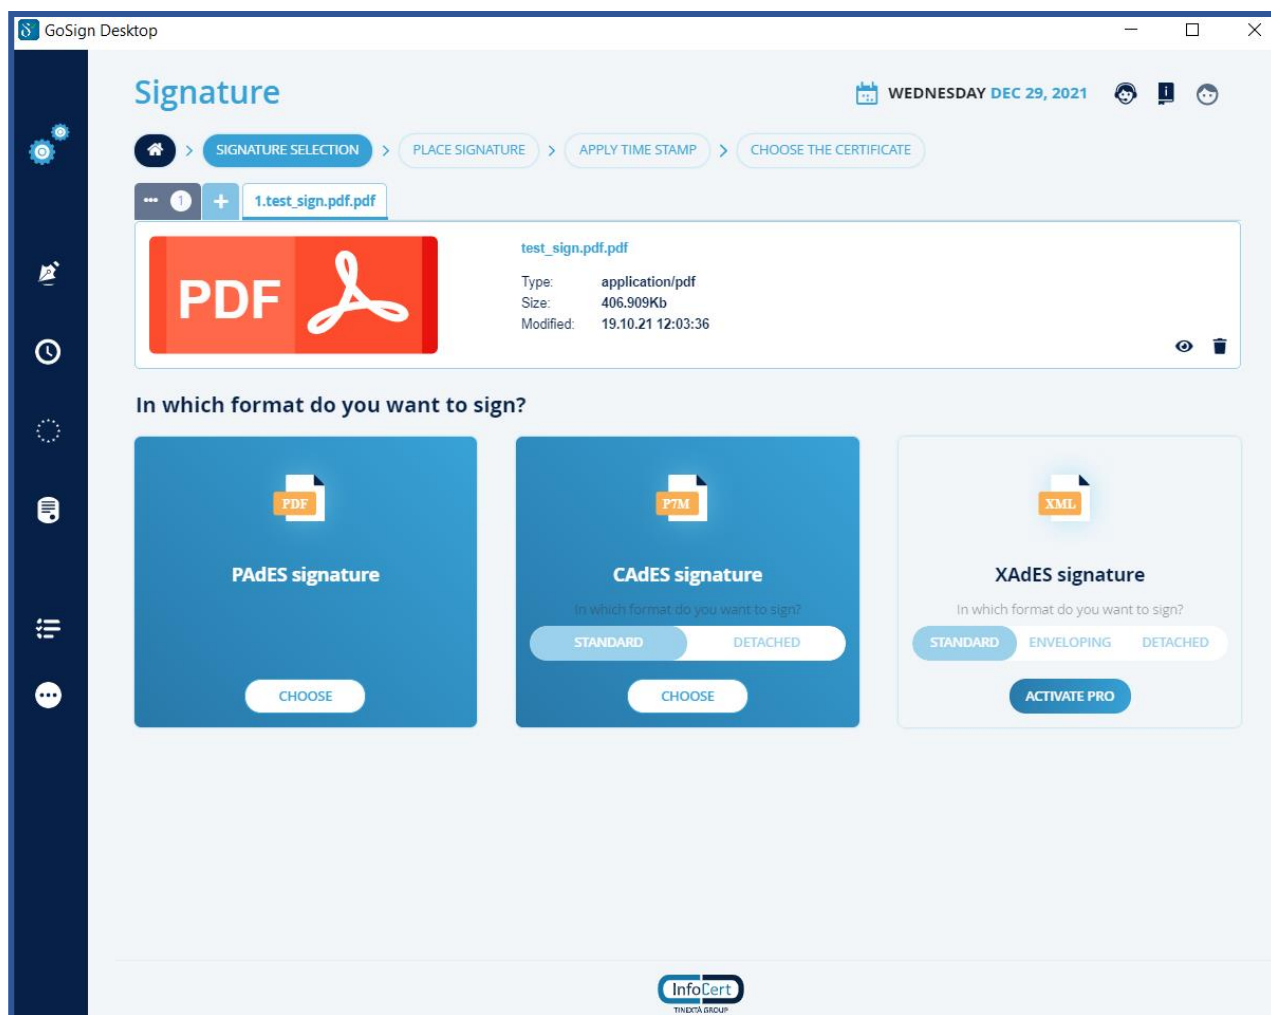 GoSign Desktop
Signature
WEDNESDAY DEC 29, 2021
SIGNATURE SELECTION > PLACE SIGNATURE > APPLY TIME STAMP > CHOOSE THE CERTIFICATE
1 + 1.test_sign.pdf.pdf
PDF
test_sign.pdf.pdf
Type: application/pdf
Size: 406.909Kb
Modified: 19.10.21 12:03:36
In which format do you want to sign?
PDF
PAdES signature
CHOOSE
P7M
CAdES signature
In which format do you want to sign?
STANDARD DETACHED
CHOOSE
XML
XAdES signature
In which format do you want to sign?
STANDARD ENVELOPING DETACHED
ACTIVATE PRO
InfoCert
TINEXTA GROUP